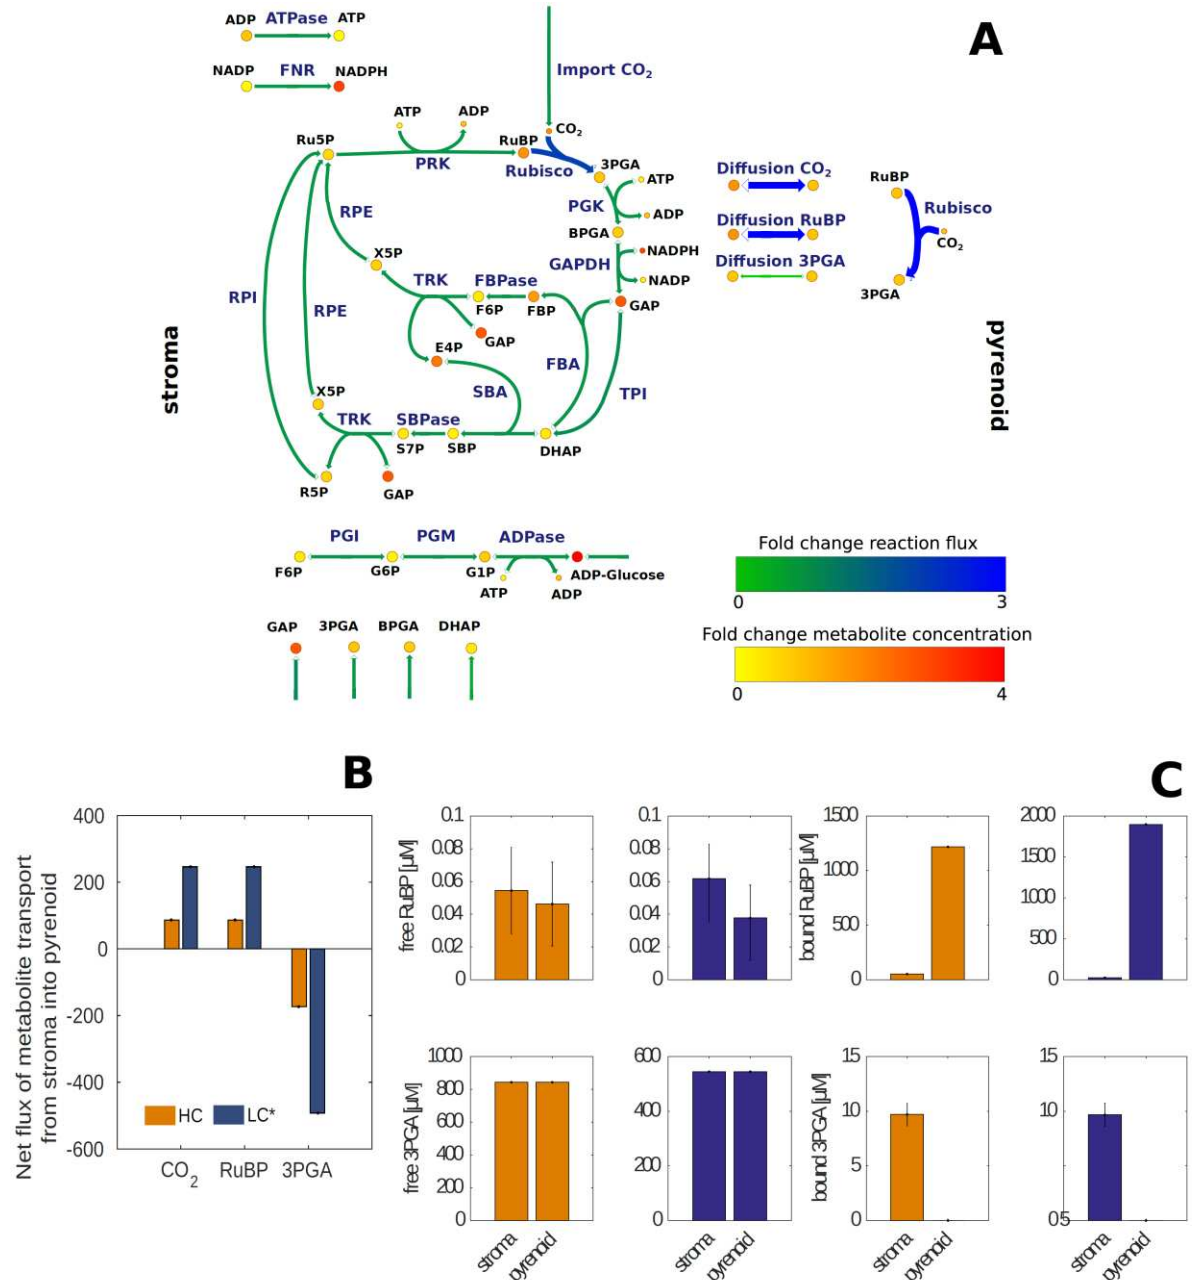 A
ADP ATPase ATP
NADP FNR NADPH
Import CO2
ATP ADP
CO2
Ru5P RuBP
PRK Rubisco
3PGA
ATP
PGK
ADP
BPGA
NADPH
GAPDH
NADP
GAP
Diffusion CO2
Diffusion RuBP
Diffusion 3PGA
RuBP
Rubisco
CO2
3PGA
RPE
X5P
TRK FBPase
F6P FBP
GAP
RPI RPE
E4P
FBA
SBA
TPI
X5P
TRK SBPase
S7P SBP DHAP
R5P GAP
stroma
pyrenoid
PGI PGM ADPase
F6P G6P G1P ADP-Glucose
ATP ADP
GAP 3PGA BPGA DHAP
Fold change reaction flux
0 3
Fold change metabolite concentration
0 4
B
Net flux of metabolite transport
from stroma into pyrenoid
400
200
0
-200
-400
-600
HC LC*
CO2 RuBP 3PGA
C
free RuBP [µM]
0.1
0.08
0.06
0.04
0.02
0
0.1
0.08
0.06
0.04
0.02
0
bound RuBP [µM]
1500
1000
500
0
2000
1500
1000
500
0
free 3PGA [µM]
1000
800
600
400
200
0
600
400
200
0
bound 3PGA [µM]
15
10
5
0
15
10
05
stroma pyrenoid
stroma pyrenoid
stroma pyrenoid
stroma pyrenoid